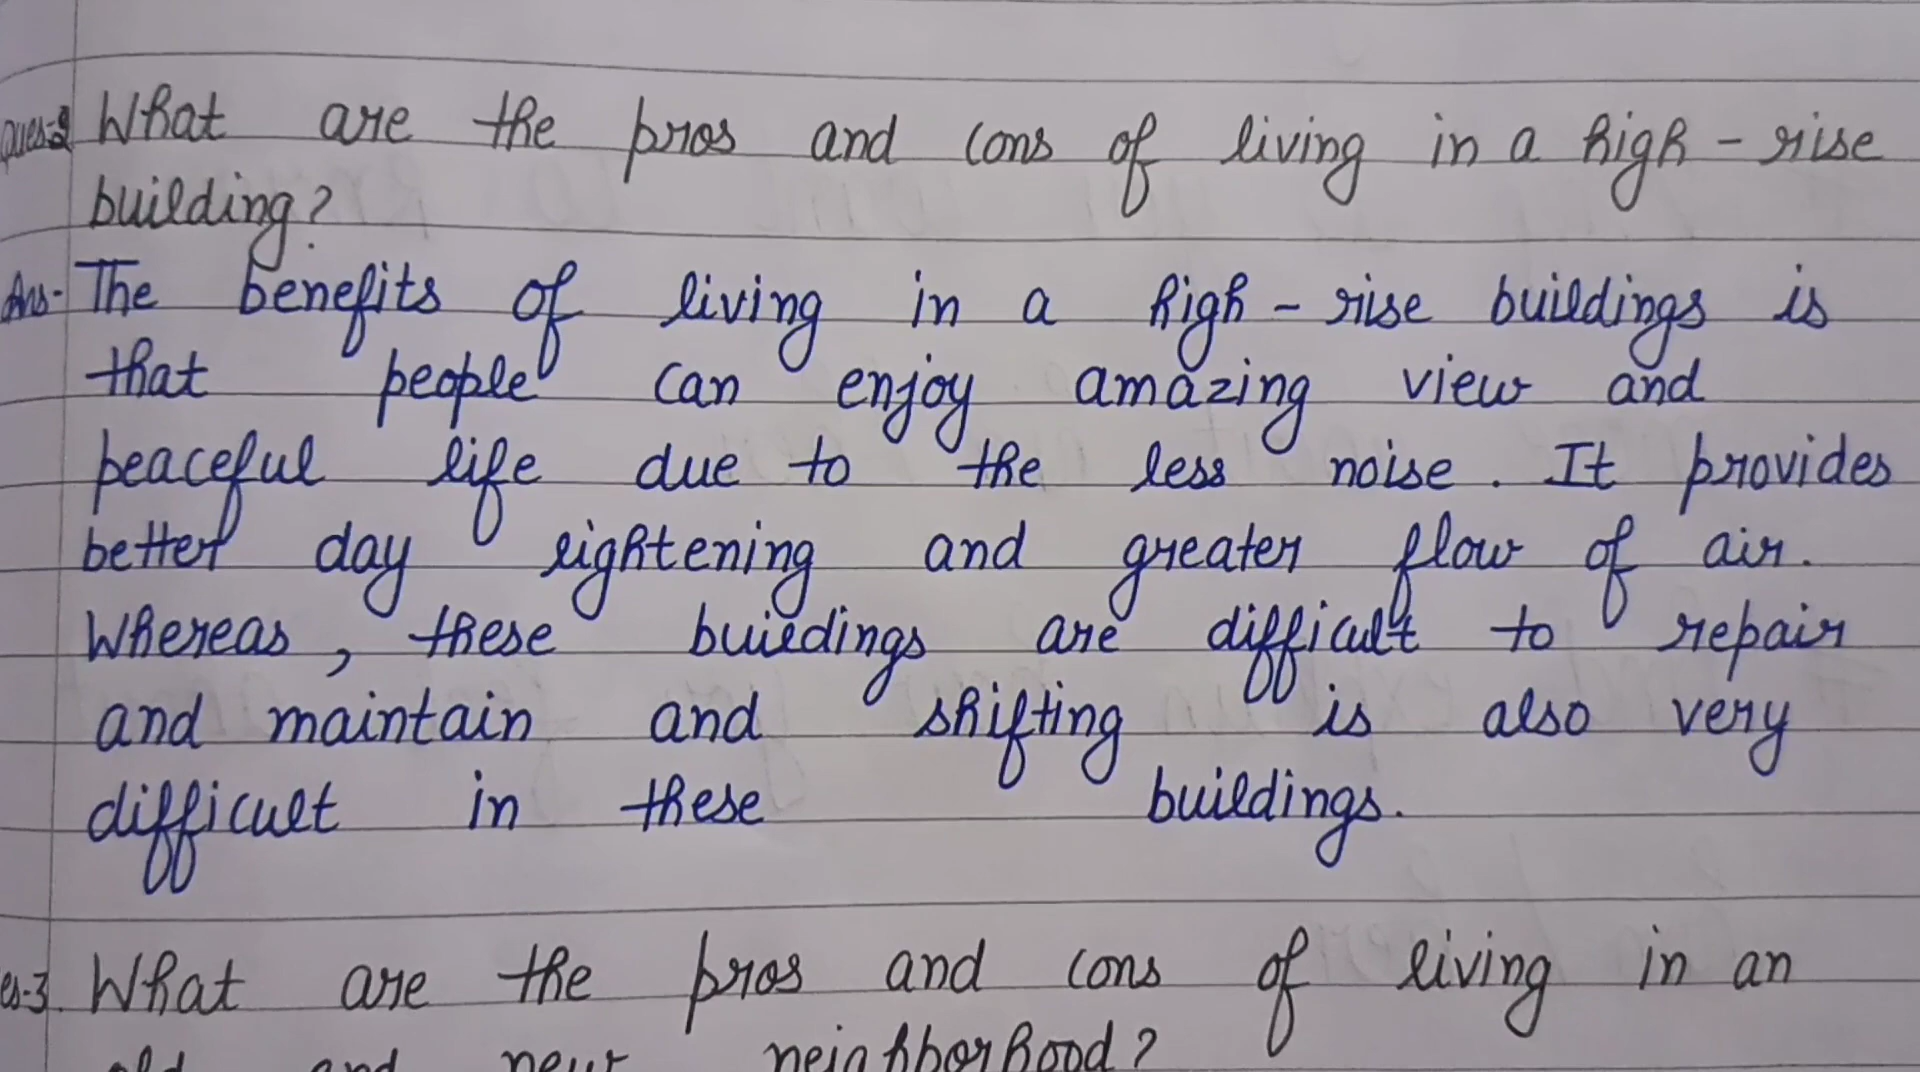 Ques-2 What are the pros and cons of living in a high-rise
building?
Ans- The benefits of living in a high-rise buildings is
that people can enjoy amazing view and
peaceful life due to the less noise. It provides
better day lightening and greater flow of air.
Whereas, these buildings are difficult to repair
and maintain and shifting is also very
difficult in these buildings.
es-3. What are the pros and cons of living in an
old and new neighborhood?